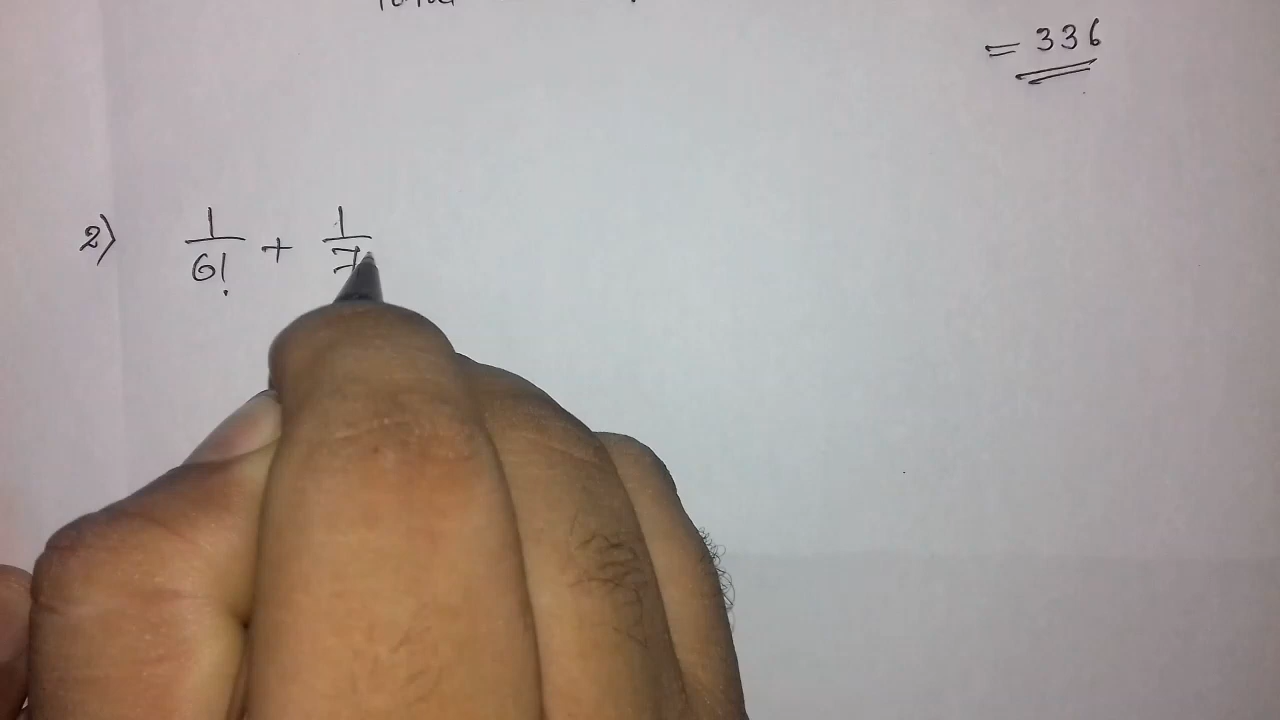 = 336
2) 1/6! + 1/7